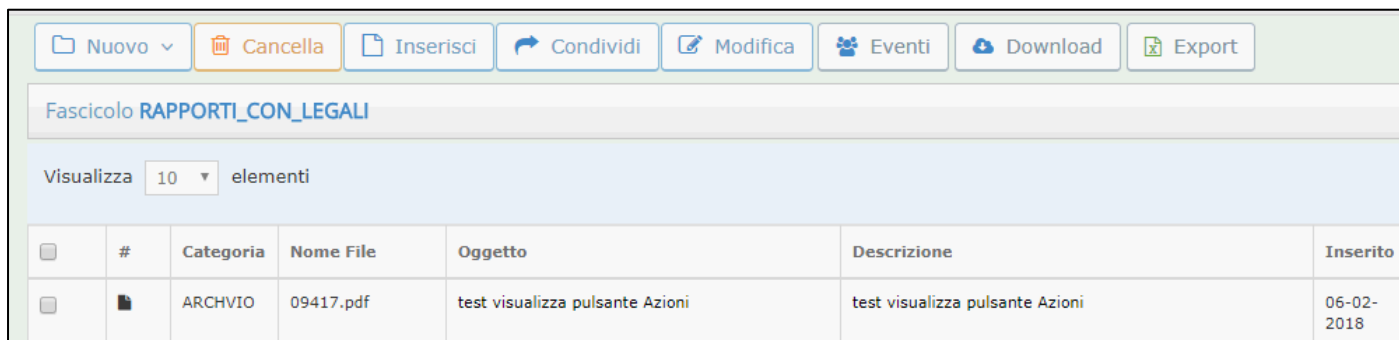 Nuovo Cancella Inserisci Condividi Modifica Eventi Download Export
Fascicolo RAPPORTI_CON_LEGALI
Visualizza 10 elementi
# Categoria Nome File Oggetto Descrizione Inserito
ARCHVIO 09417.pdf test visualizza pulsante Azioni test visualizza pulsante Azioni 06-02-
2018